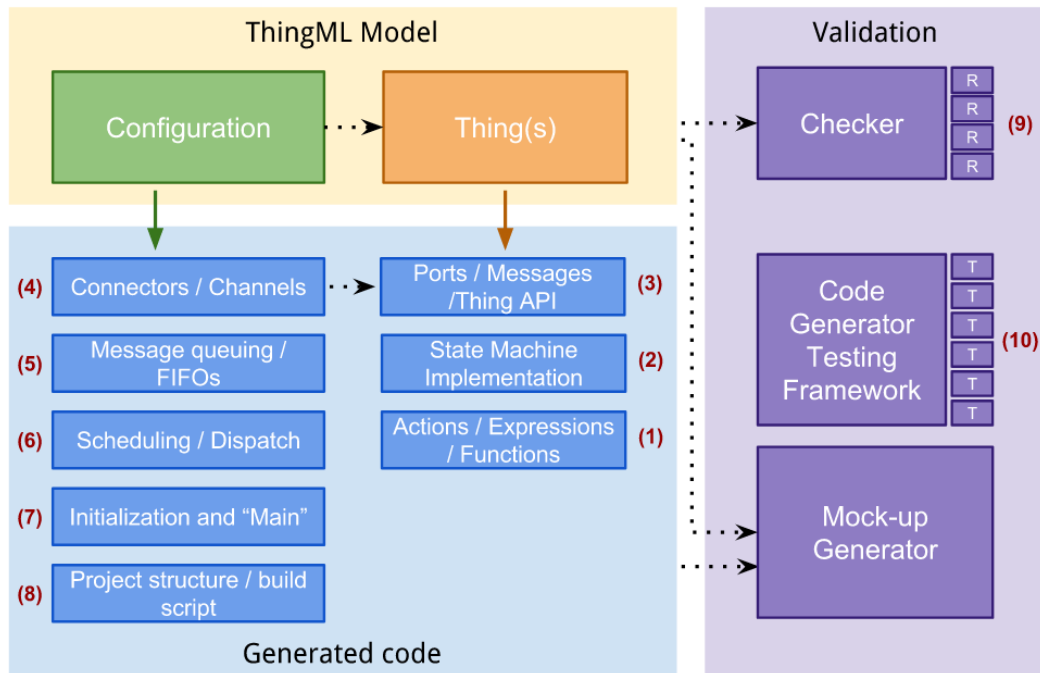 ThingML Model
Configuration
Thing(s)
Validation
Checker
R
R
R
R
(9)
(4)
Connectors / Channels
Ports / Messages
/Thing API
(3)
(5)
Message queuing /
FIFOs
State Machine
Implementation
(2)
(6)
Scheduling / Dispatch
Actions / Expressions
/ Functions
(1)
(7)
Initialization and “Main”
(8)
Project structure / build
script
Generated code
Code
Generator
Testing
Framework
T
T
T
T
T
T
(10)
Mock-up
Generator